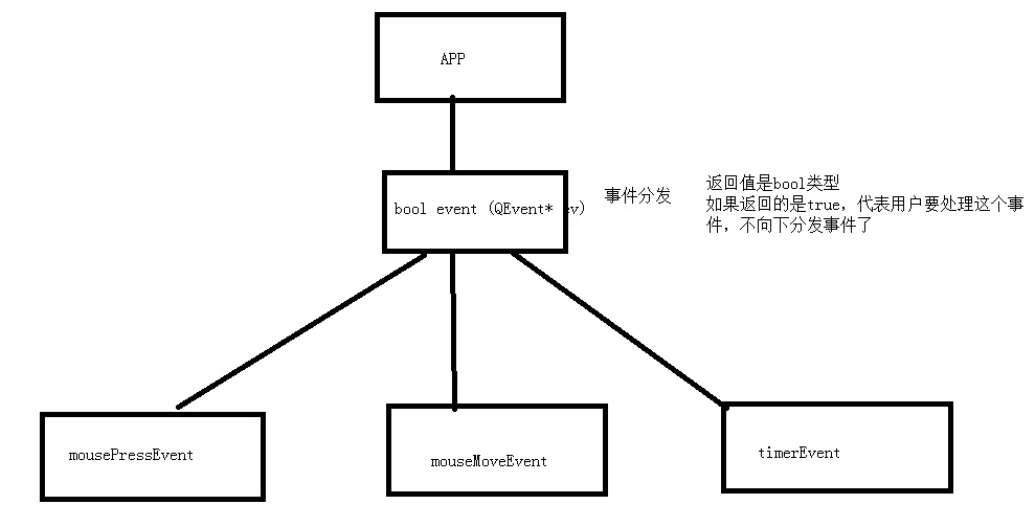 APP
bool event (QEvent* ev)
事件分发
返回值是bool类型
如果返回的是true，代表用户要处理这个事
件，不向下分发事件了
mousePressEvent
mouseMoveEvent
timerEvent